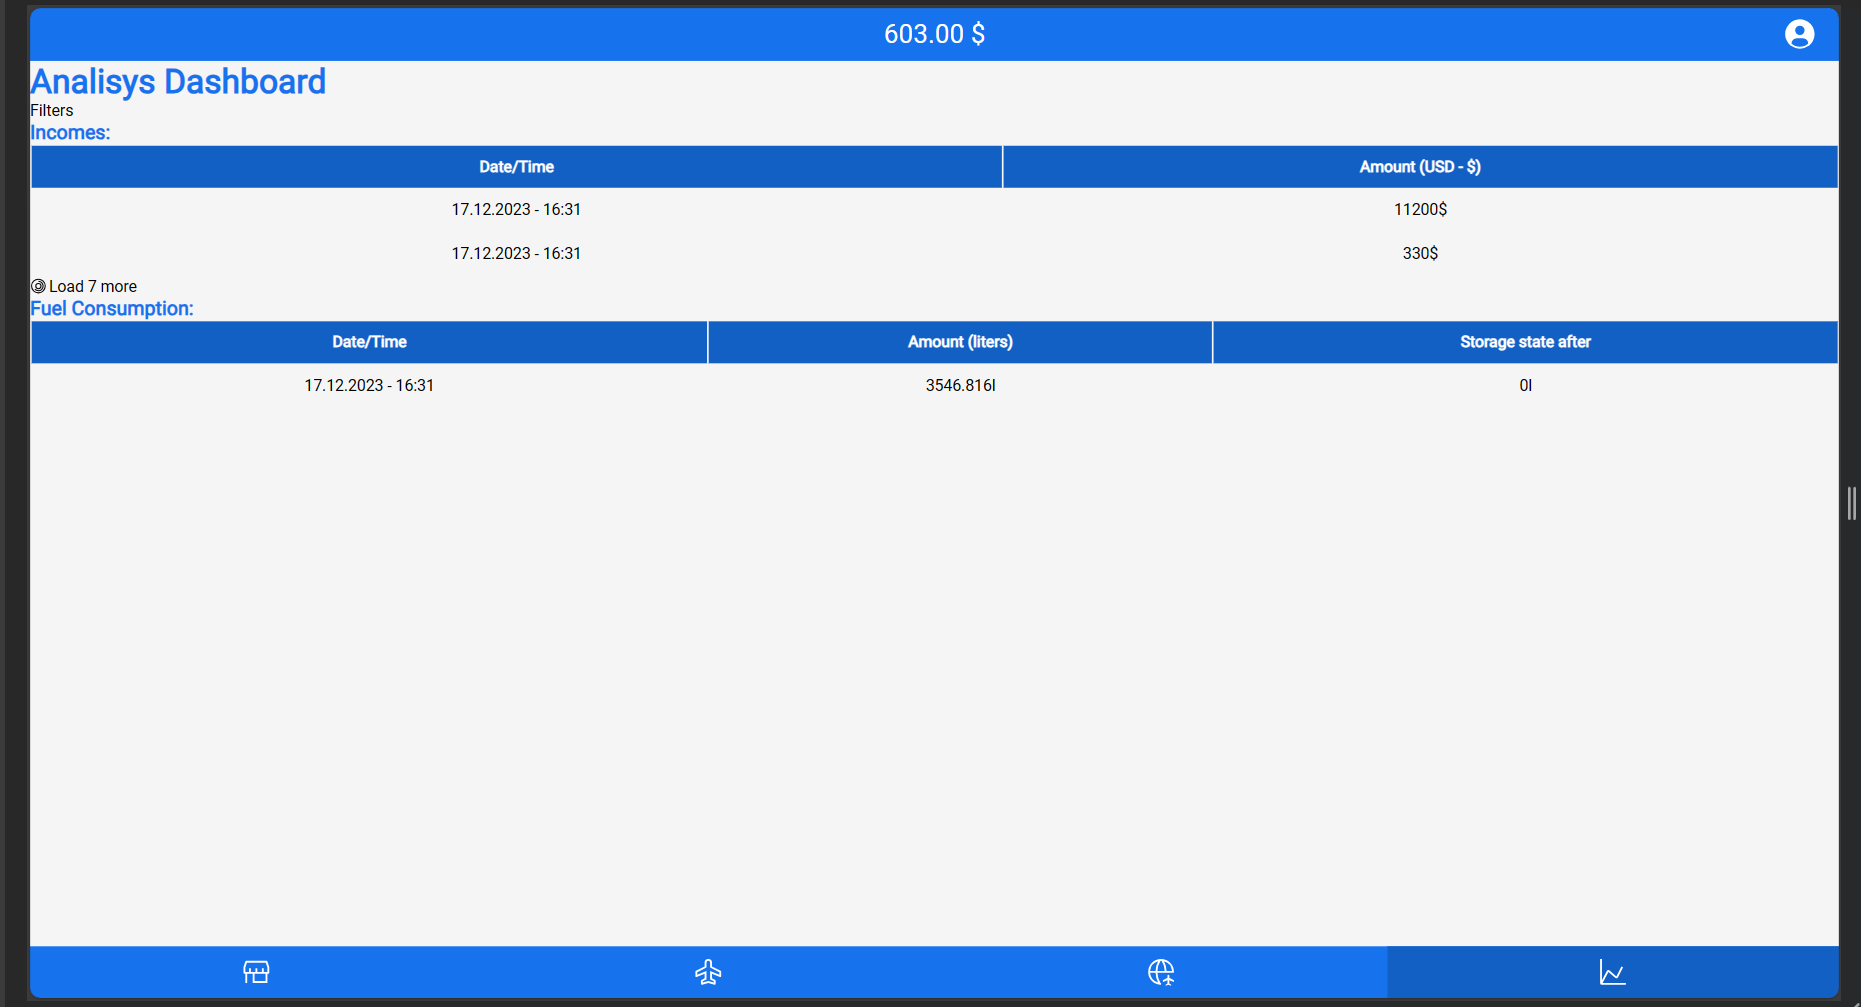 603.00 $
Analisys Dashboard
Filters
Incomes:
Date/Time Amount (USD - $)
17.12.2023 - 16:31 11200$
17.12.2023 - 16:31 330$
Load 7 more
Fuel Consumption:
Date/Time Amount (liters) Storage state after
17.12.2023 - 16:31 3546.816l 0l